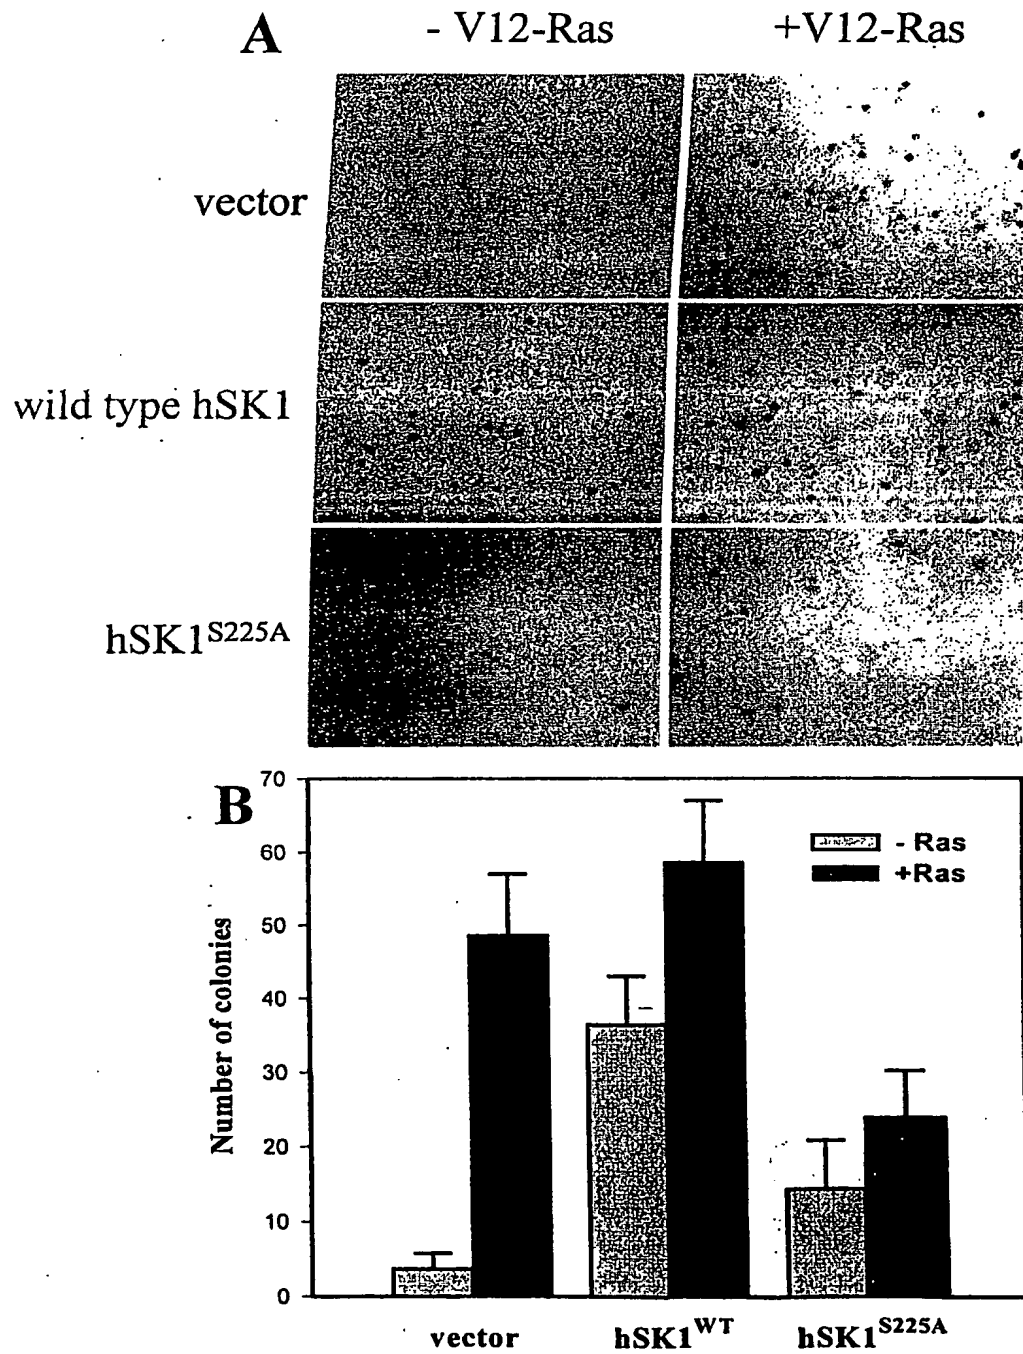 A
- V12-Ras
+V12-Ras
vector
wild type hSK1
hSK1S225A
B
70
60
50
40
30
20
10
0
Number of colonies
- Ras
+Ras
vector
hSK1WT
hSK1S225A